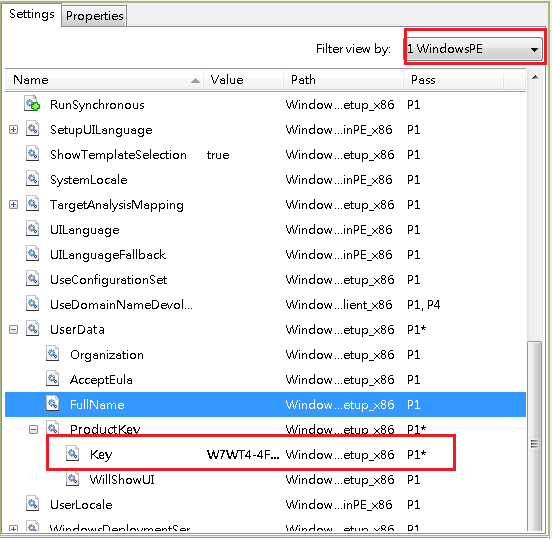 Settings Properties
Filter view by: 1 WindowsPE
Name Value Path Pass
RunSynchronous Window...etup_x86 P1
SetupUILanguage Window...inPE_x86 P1
ShowTemplateSelection true Window...etup_x86 P1
SystemLocale Window...inPE_x86 P1
TargetAnalysisMapping Window...etup_x86 P1
UILanguage Window...inPE_x86 P1
UILanguageFallback Window...inPE_x86 P1
UseConfigurationSet Window...etup_x86 P1
UseDomainNameDevol... Window...lient_x86 P1, P4
UserData Window...etup_x86 P1*
Organization Window...etup_x86 P1
AcceptEula Window...etup_x86 P1
FullName Window...etup_x86 P1
ProductKey Window...etup_x86 P1*
Key W7WT4-4F... Window...etup_x86 P1*
WillShowUI Window...etup_x86 P1
UserLocale Window...inPE_x86 P1
WindowsDeploymentSer... Window...etup_x86 P1